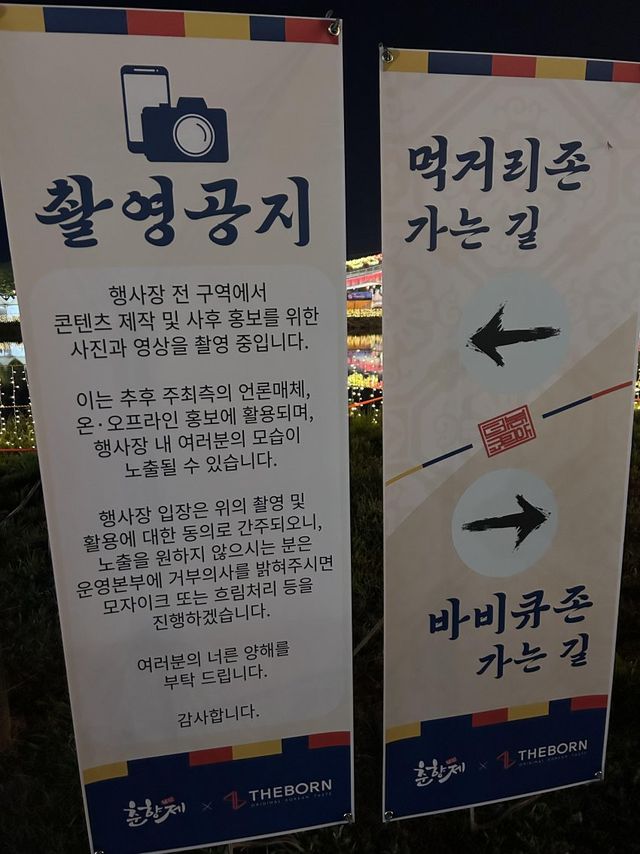 촬영공지
행사장 전 구역에서
콘텐츠 제작 및 사후 홍보를 위한
사진과 영상을 촬영 중입니다.
이는 추후 주최측의 언론매체,
온·오프라인 홍보에 활용되며,
행사장 내 여러분의 모습이
노출될 수 있습니다.
행사장 입장은 위의 촬영 및
활용에 대한 동의로 간주되오니,
노출을 원하지 않으시는 분은
운영본부에 거부의사를 밝혀주시면
모자이크 또는 흐림처리 등을
진행하겠습니다.
여러분의 너른 양해를
부탁 드립니다.
감사합니다.
춘향제 × THEBORN
ORIGINAL KOREAN TASTE
먹거리존
가는 길
바비큐존
가는 길
춘향제 × THEBORN
ORIGINAL KOREAN TASTE